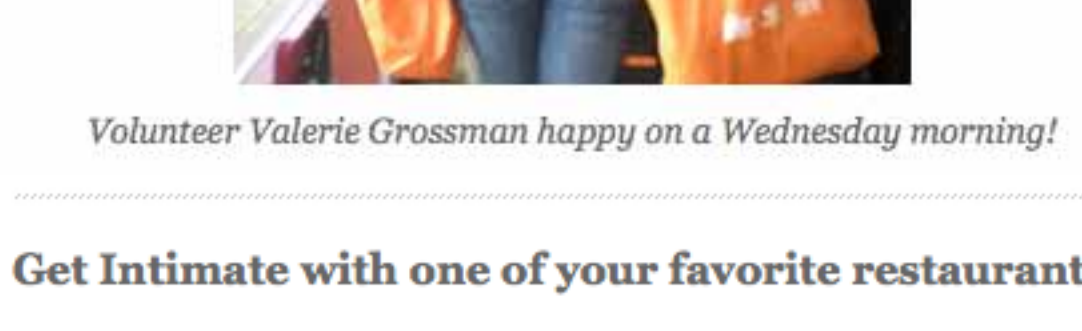 Volunteer Valerie Grossman happy on a Wednesday morning!
Get Intimate with one of your favorite restaurant